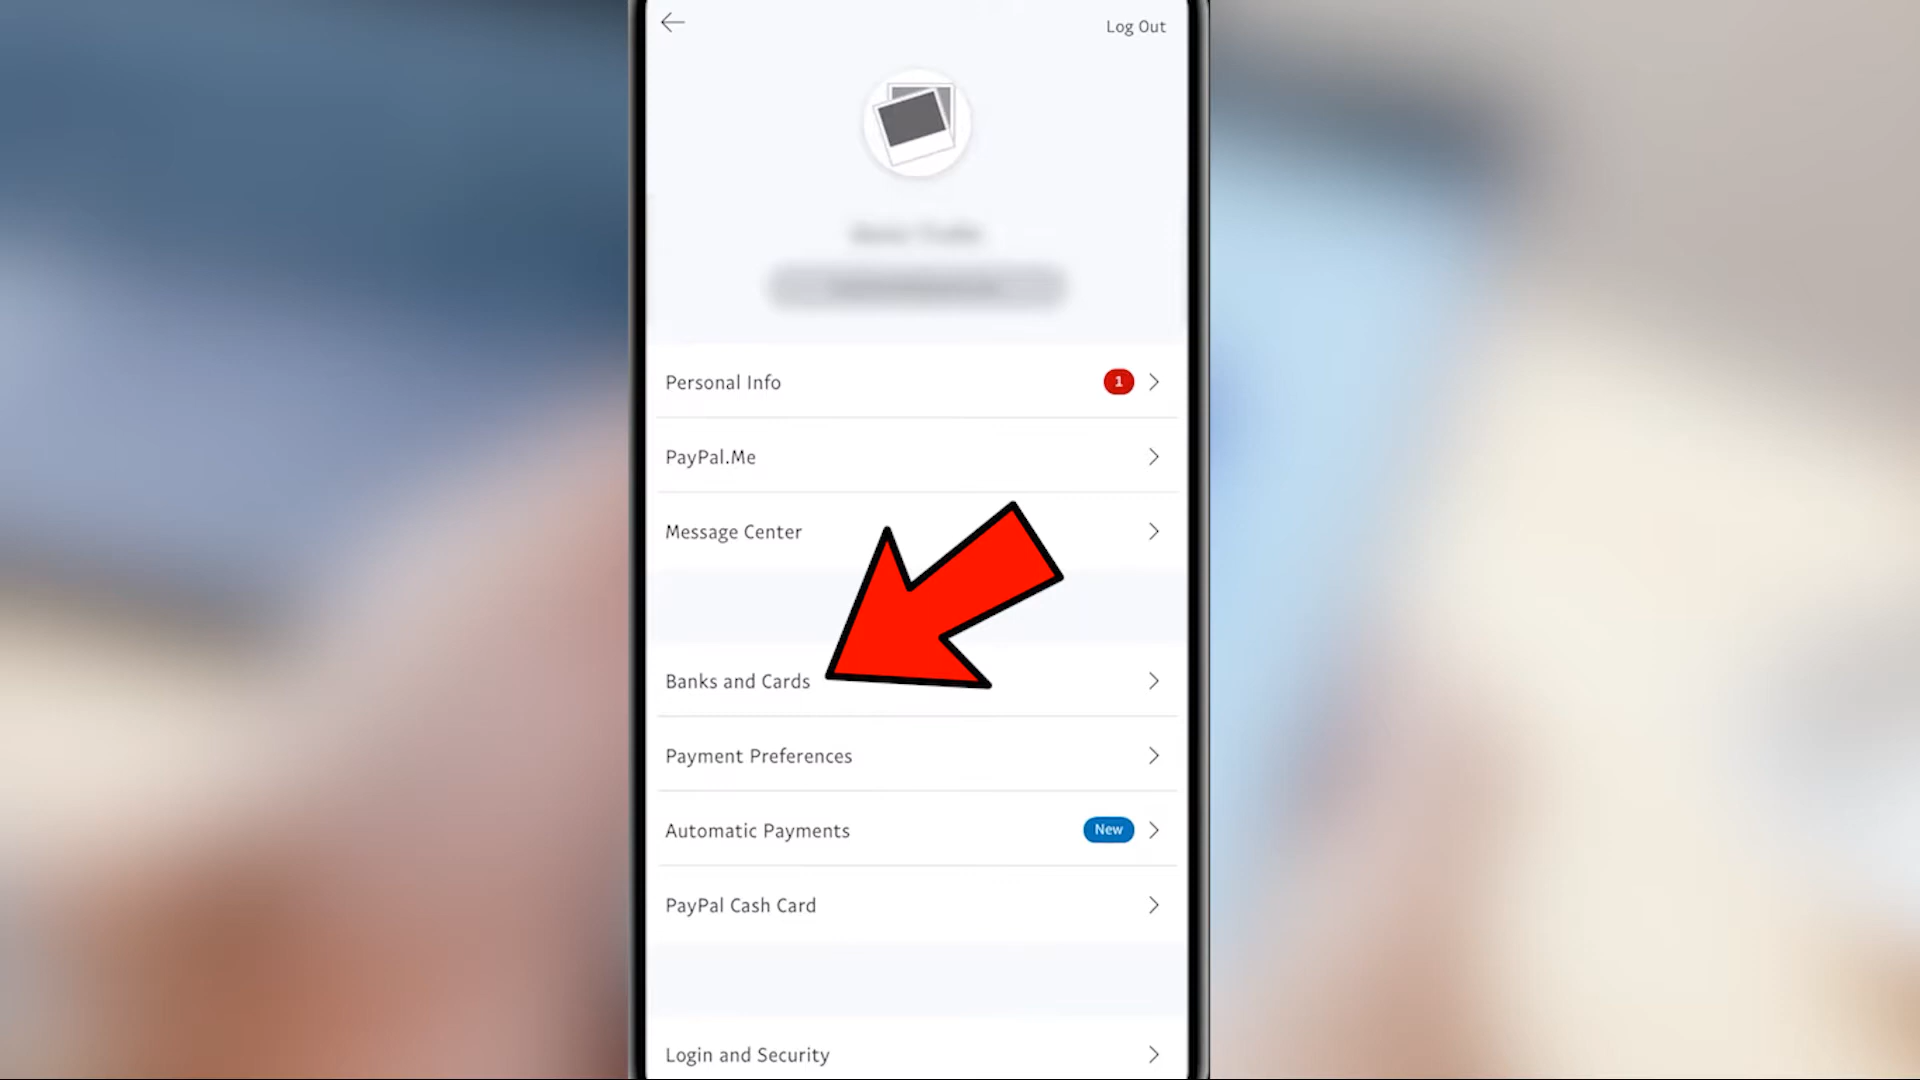 Log Out
Personal Info 1
PayPal.Me
Message Center
Banks and Cards
Payment Preferences
Automatic Payments New
PayPal Cash Card
Login and Security